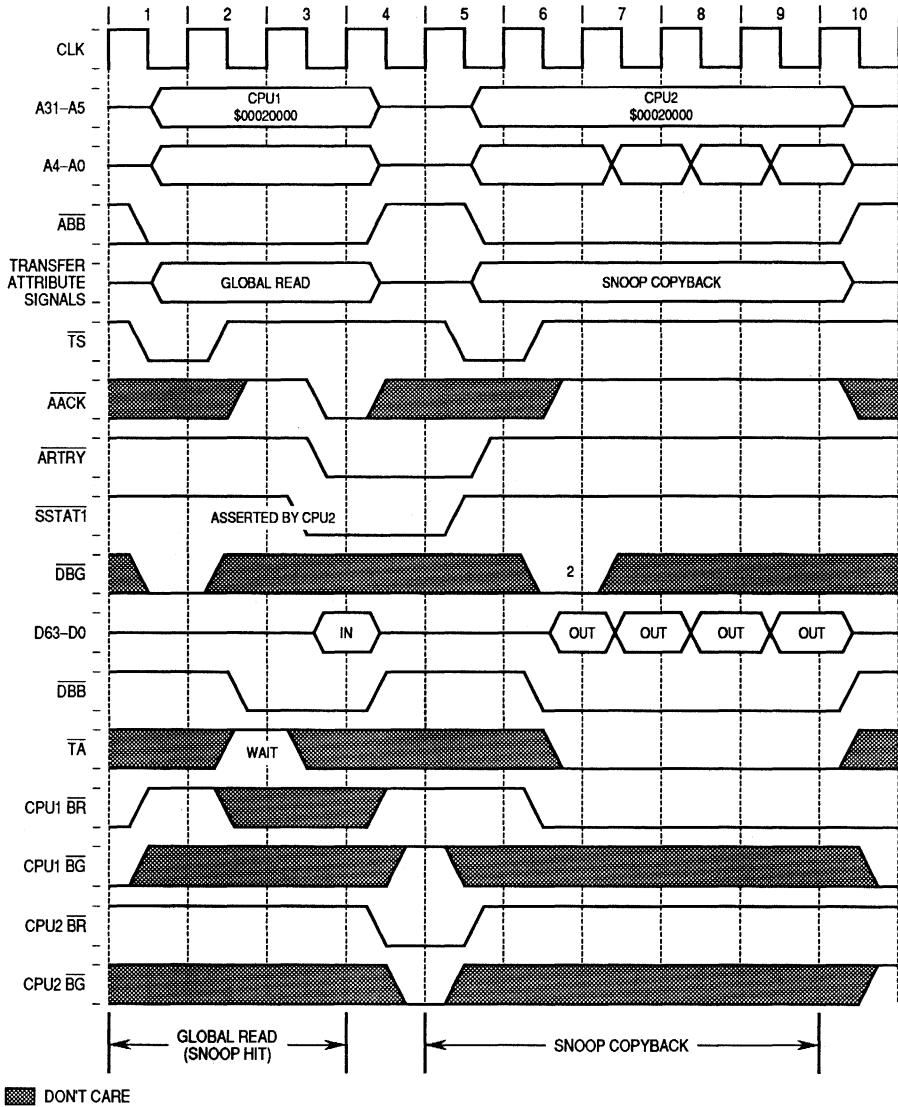 1 2 3 4 5 6 7 8 9 10
CLK
A31–A5
CPU1
$00020000
CPU2
$00020000
A4–A0
ABB
TRANSFER
ATTRIBUTE
SIGNALS
GLOBAL READ
SNOOP COPYBACK
TS
AACK
ARTRY
SSTAT1
ASSERTED BY CPU2
DBG
2
D63–D0
IN
OUT
OUT
OUT
OUT
DBB
TA
WAIT
CPU1 BR
CPU1 BG
CPU2 BR
CPU2 BG
GLOBAL READ
(SNOOP HIT)
SNOOP COPYBACK
DON'T CARE